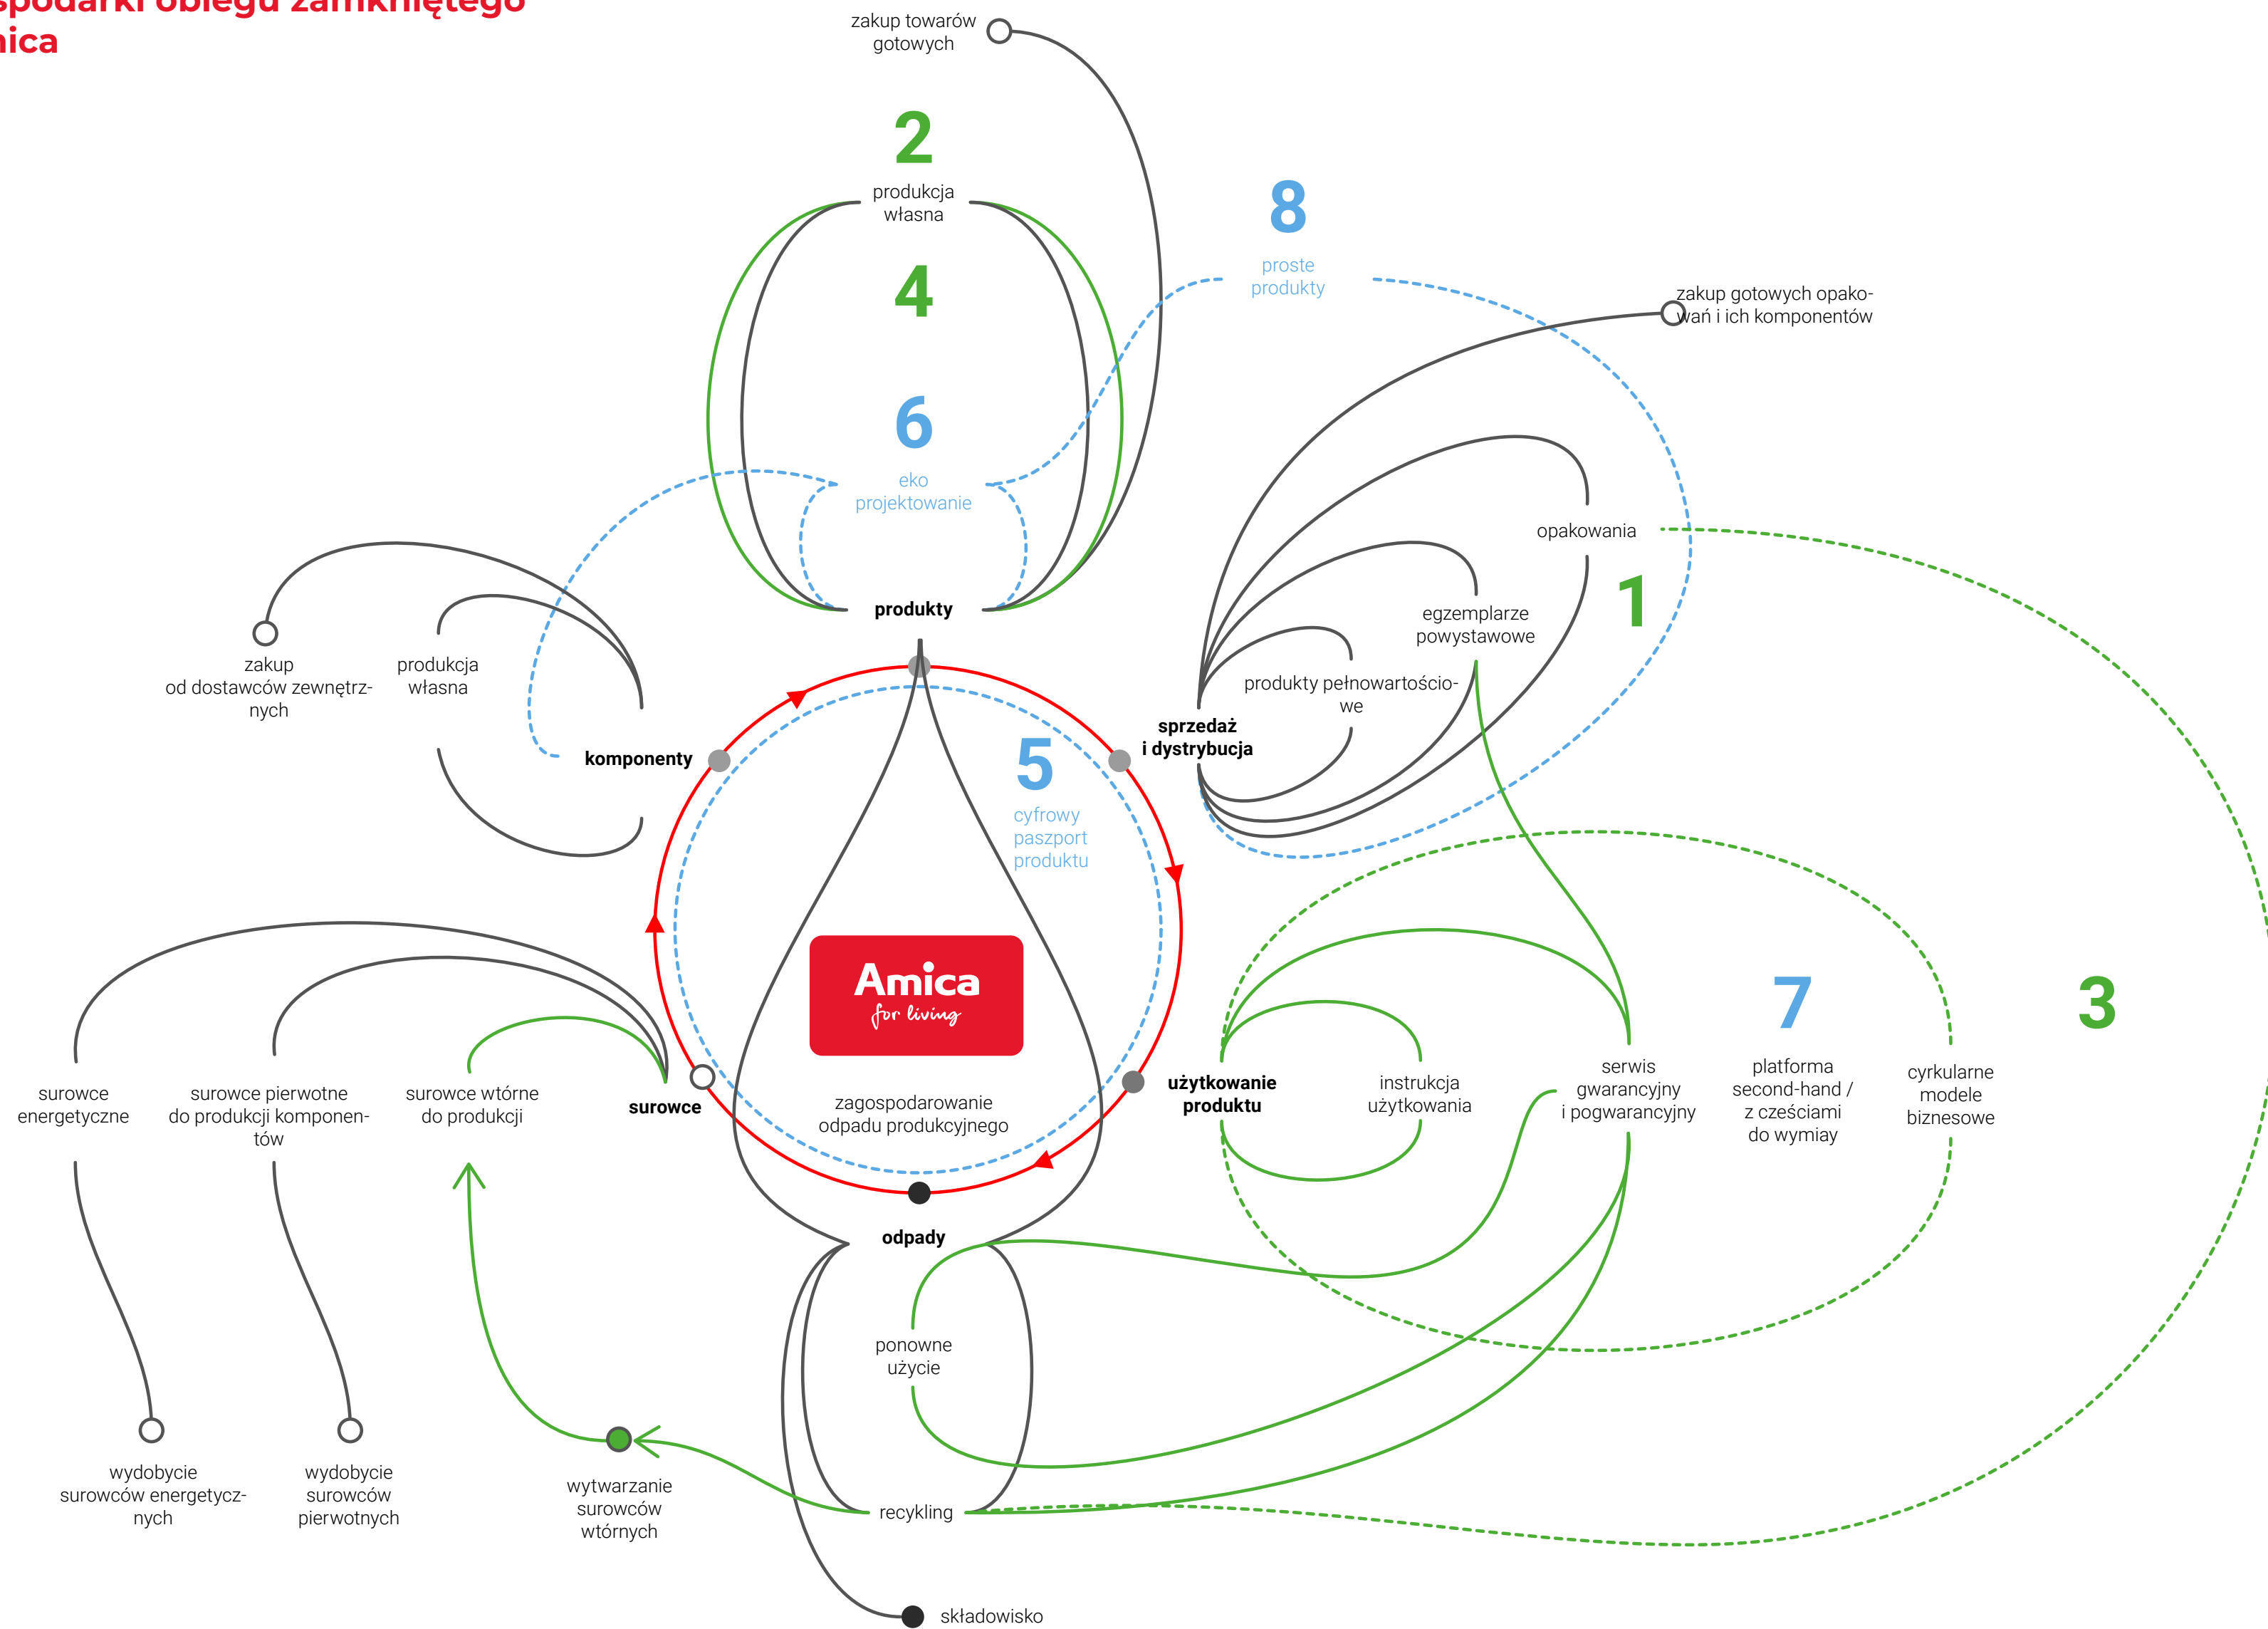 spodarki obiegu zamkniętego
ica
zakup towarów
gotowych
2
produkcja
własna
8
proste
produkty
4
zakup gotowych opako-
wań i ich komponentów
6
eko
projektowanie
opakowania
1
produkty
egzemplarze
powystawowe
zakup
od dostawców zewnętrz-
nych
produkcja
własna
produkty pełnowartościo-
we
sprzedaż
i dystrybucja
komponenty
5
cyfrowy
paszport
produktu
Amica
for living
7
3
surowce
energetyczne
surowce pierwotne
do produkcji komponen-
tów
surowce wtórne
do produkcji
surowce
zagospodarowanie
odpadu produkcyjnego
użytkowanie
produktu
instrukcja
użytkowania
serwis
gwarancyjny
i pogwarancyjny
platforma
second-hand /
z cześciami
do wymiay
cyrkularne
modele
biznesowe
odpady
ponowne
użycie
wydobycie
surowców energetycz-
nych
wydobycie
surowców
pierwotnych
wytwarzanie
surowców
wtórnych
recykling
składowisko